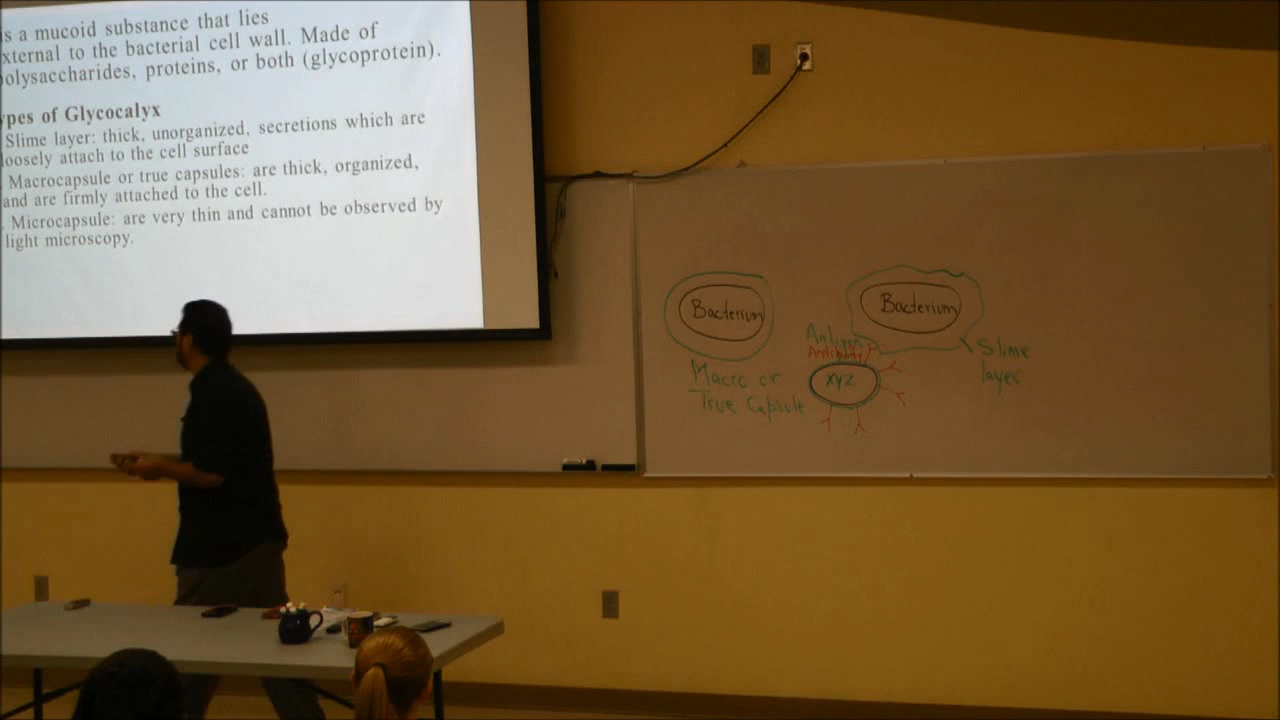 is a mucoid substance that lies
xternal to the bacterial cell wall. Made of
polysaccharides, proteins, or both (glycoprotein).
ypes of Glycocalyx
Slime layer: thick, unorganized, secretions which are
loosely attach to the cell surface
Macrocapsule or true capsules: are thick, organized,
and are firmly attached to the cell.
. Microcapsule: are very thin and cannot be observed by
light microscopy.
Bacterium
Macro or
True Capsule
Bacterium
Slime
layer
Antigen
Antibody
XYZ